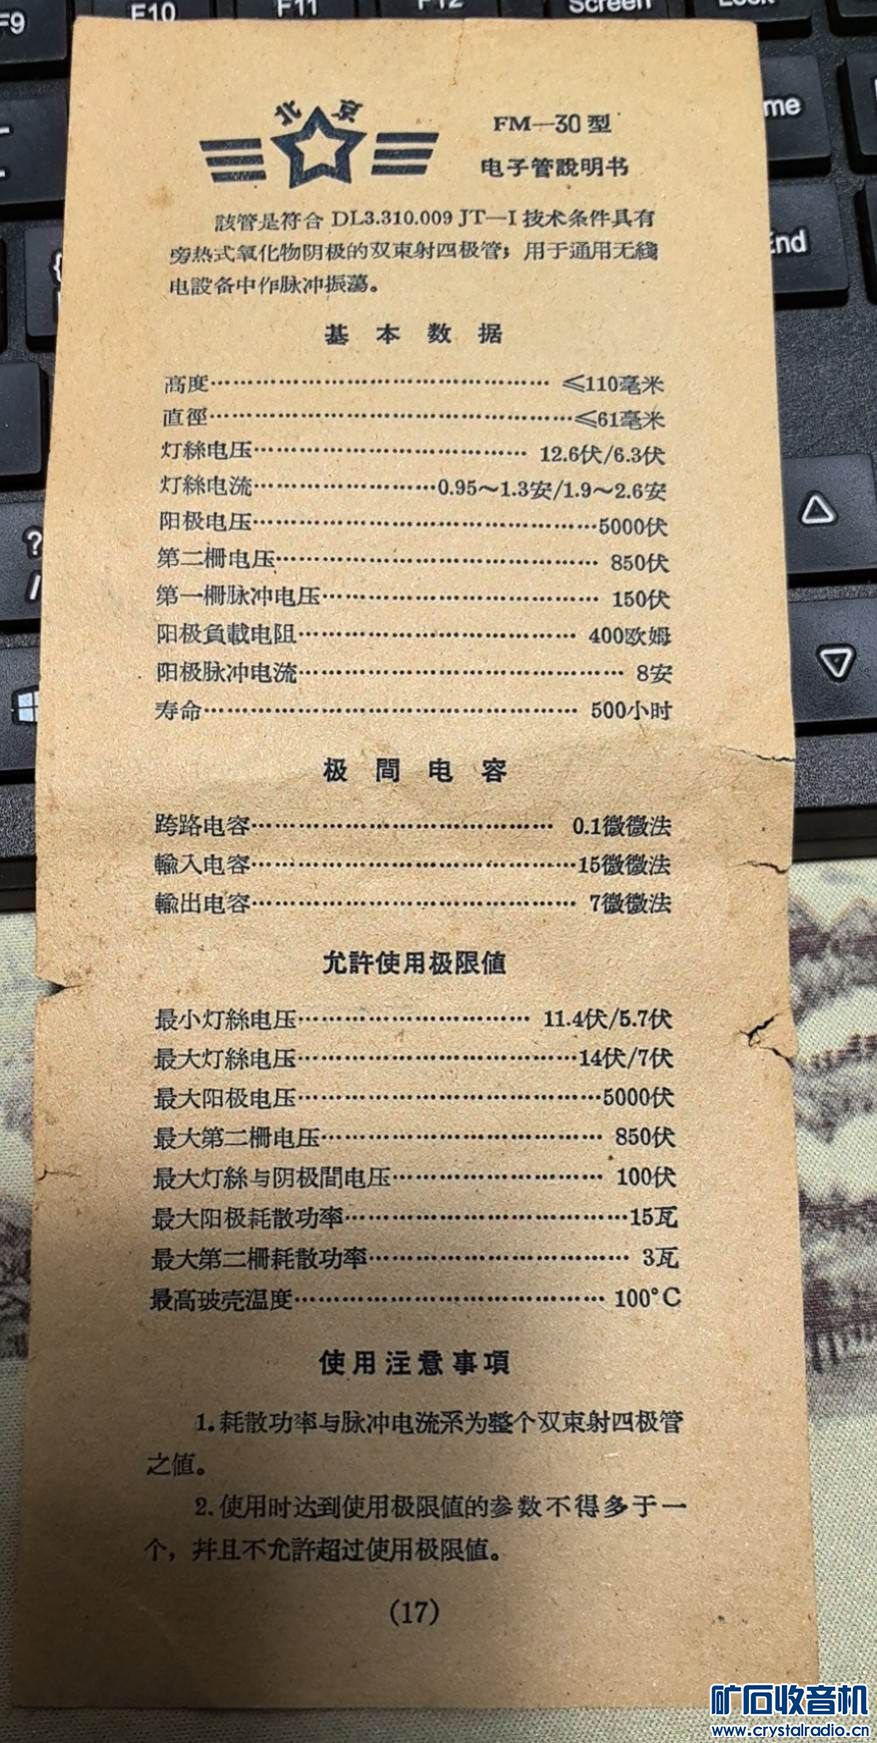 F9
F10
F11
F12
Screen
Lock
me
End
?
/
北京
FM—30型
电子管說明书
該管是符合 DL3.310.009 JT—I 技术条件具有
旁热式氧化物阴极的双束射四极管；用于通用无綫
电設备中作脉冲振蕩。
基本数据
高度…………………………………… ≤110毫米
直徑……………………………………≤61毫米
灯絲电压…………………………… 12.6伏/6.3伏
灯絲电流…………………0.95～1.3安/1.9～2.6安
阳极电压……………………………………5000伏
第二栅电压………………………………… 850伏
第一栅脉冲电压…………………………… 150伏
阳极負載电阻…………………………… 400欧姆
阳极脉冲电流………………………………… 8安
寿命……………………………………… 500小时
极間电容
跨路电容……………………………… 0.1微微法
輸入电容…………………………………15微微法
輸出电容………………………………… 7微微法
允許使用极限値
最小灯絲电压……………………… 11.4伏/5.7伏
最大灯絲电压……………………………14伏/7伏
最大阳极电压………………………………5000伏
最大第二栅电压…………………………… 850伏
最大灯絲与阴极間电压…………………… 100伏
最大阳极耗散功率……………………………15瓦
最大第二栅耗散功率………………………… 3瓦
最高玻壳温度……………………………… 100°C
使用注意事項
1.耗散功率与脉冲电流系为整个双束射四极管
之値。
2.使用时达到使用极限値的参数不得多于一
个，幷且不允許超过使用极限値。
(17)
矿石收音机
www.crystalradio.cn